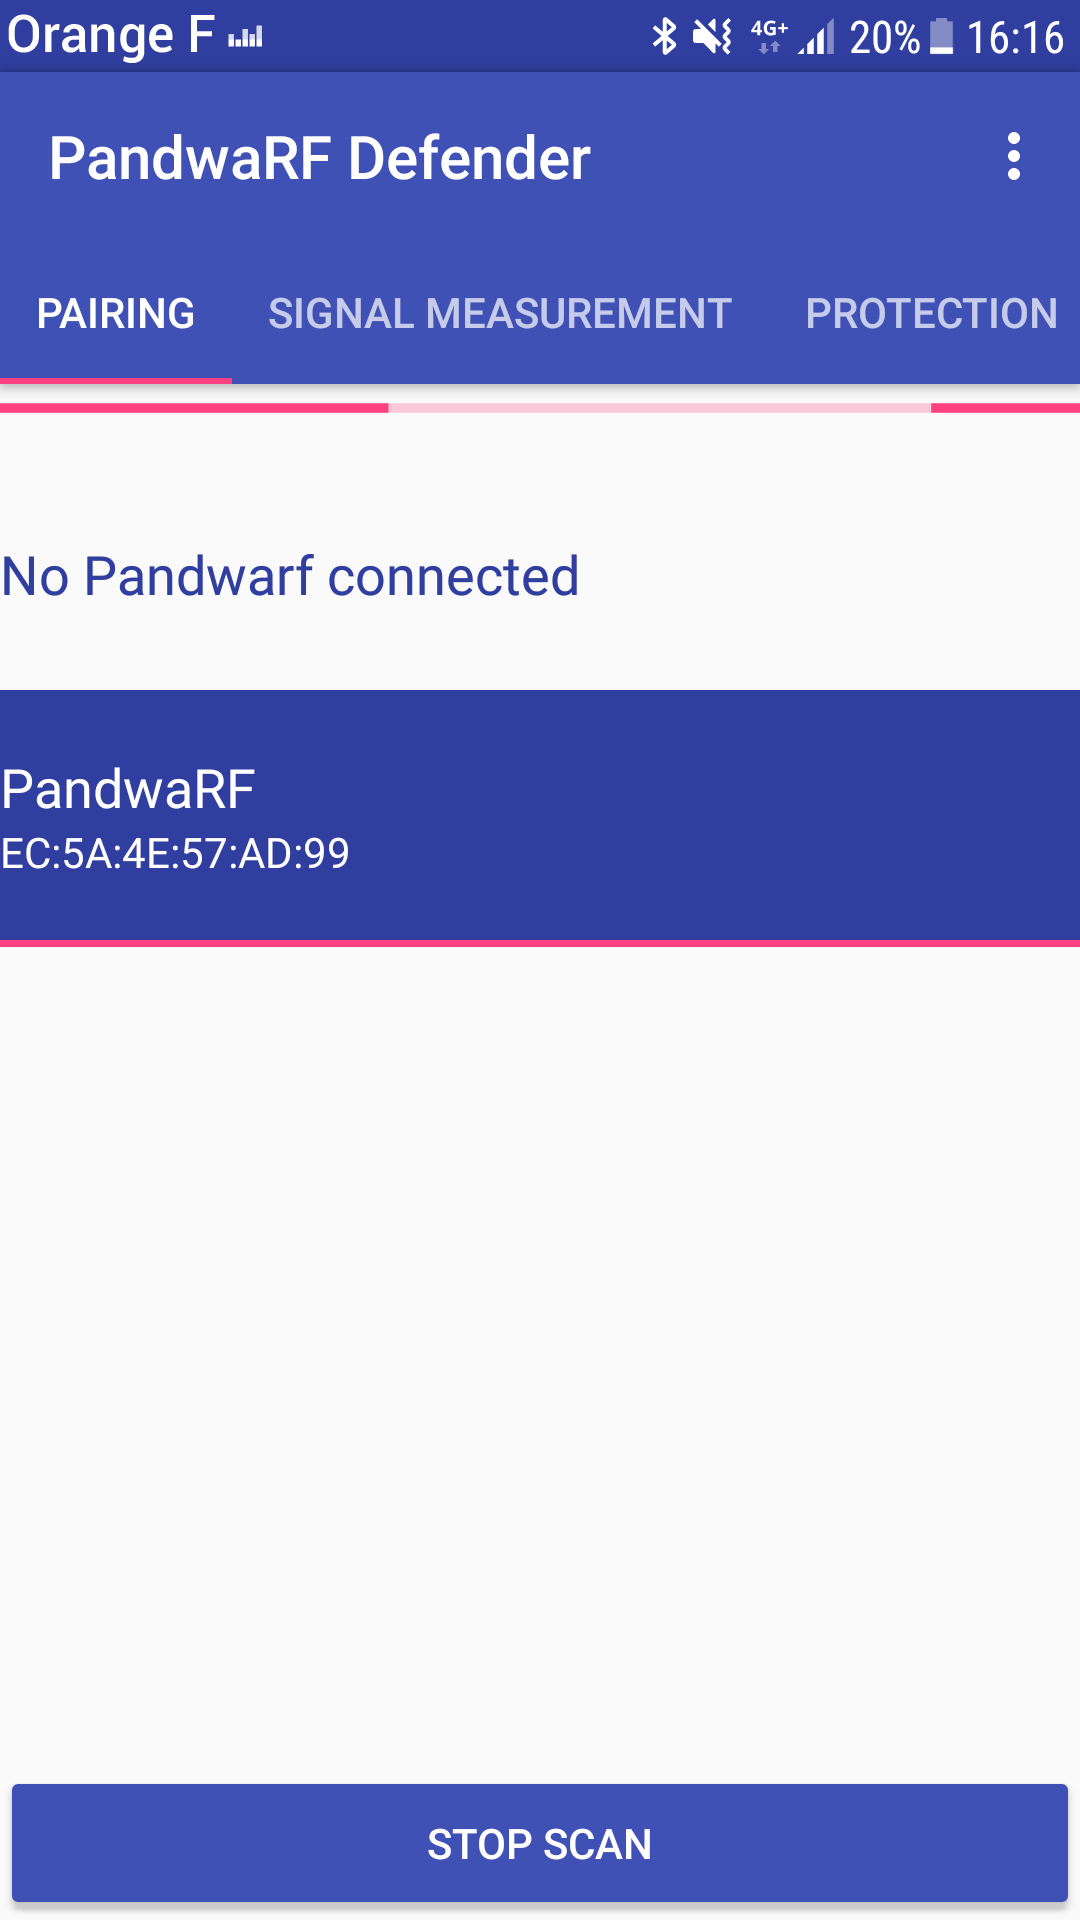 Orange F 4G+ 20% 16:16
PandwaRF Defender
PAIRING SIGNAL MEASUREMENT PROTECTION
No Pandwarf connected
PandwaRF
EC:5A:4E:57:AD:99
STOP SCAN